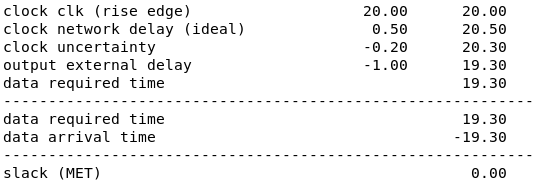 clock clk (rise edge) 20.00 20.00
clock network delay (ideal) 0.50 20.50
clock uncertainty -0.20 20.30
output external delay -1.00 19.30
data required time 19.30
-----------------------------------------------------------
data required time 19.30
data arrival time -19.30
-----------------------------------------------------------
slack (MET) 0.00